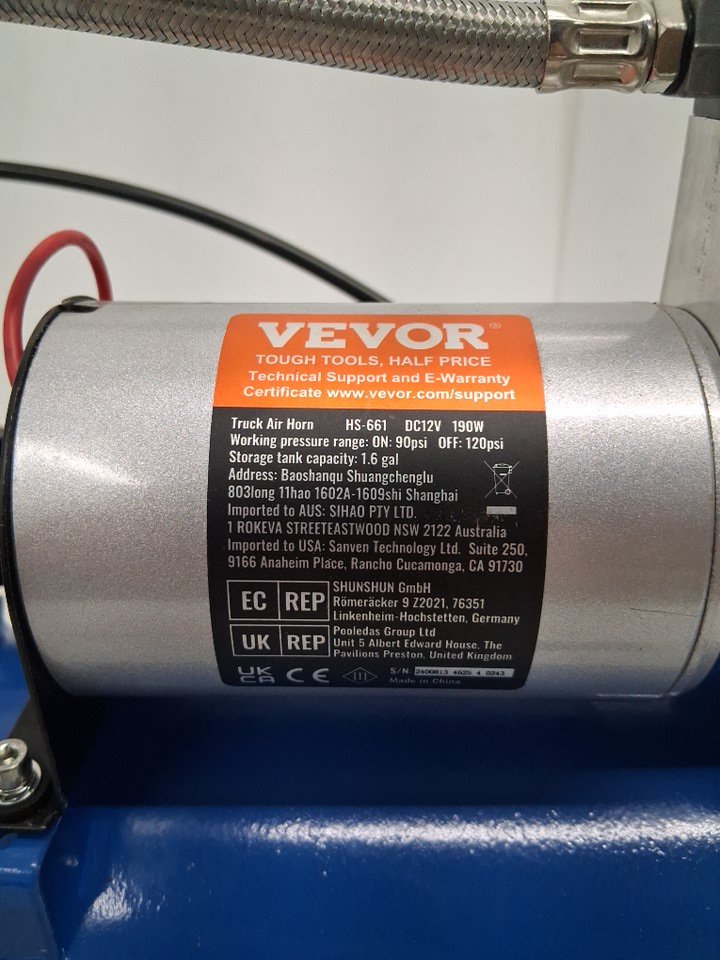 VEVOR®
TOUGH TOOLS, HALF PRICE
Technical Support and E-Warranty
Certificate www.vevor.com/support
Truck Air Horn HS-661 DC12V 190W
Working pressure range: ON: 90psi OFF: 120psi
Storage tank capacity: 1.6 gal
Address: Baoshanqu Shuangchenglu
803long 11hao 1602A-1609shi Shanghai
Imported to AUS: SIHAO PTY LTD.
1 ROKEVA STREETEASTWOOD NSW 2122 Australia
Imported to USA: Sanven Technology Ltd. Suite 250,
9166 Anaheim Place, Rancho Cucamonga, CA 91730
EC REP
SHUNSHUN GmbH
Römeräcker 9 Z2021, 76351
Linkenheim-Hochstetten, Germany
UK REP
Pooledas Group Ltd
Unit 5 Albert Edward House, The
Pavilions Preston, United Kingdom
UK CA CE III S/N: 2400813 4625 4 0243
Made in China